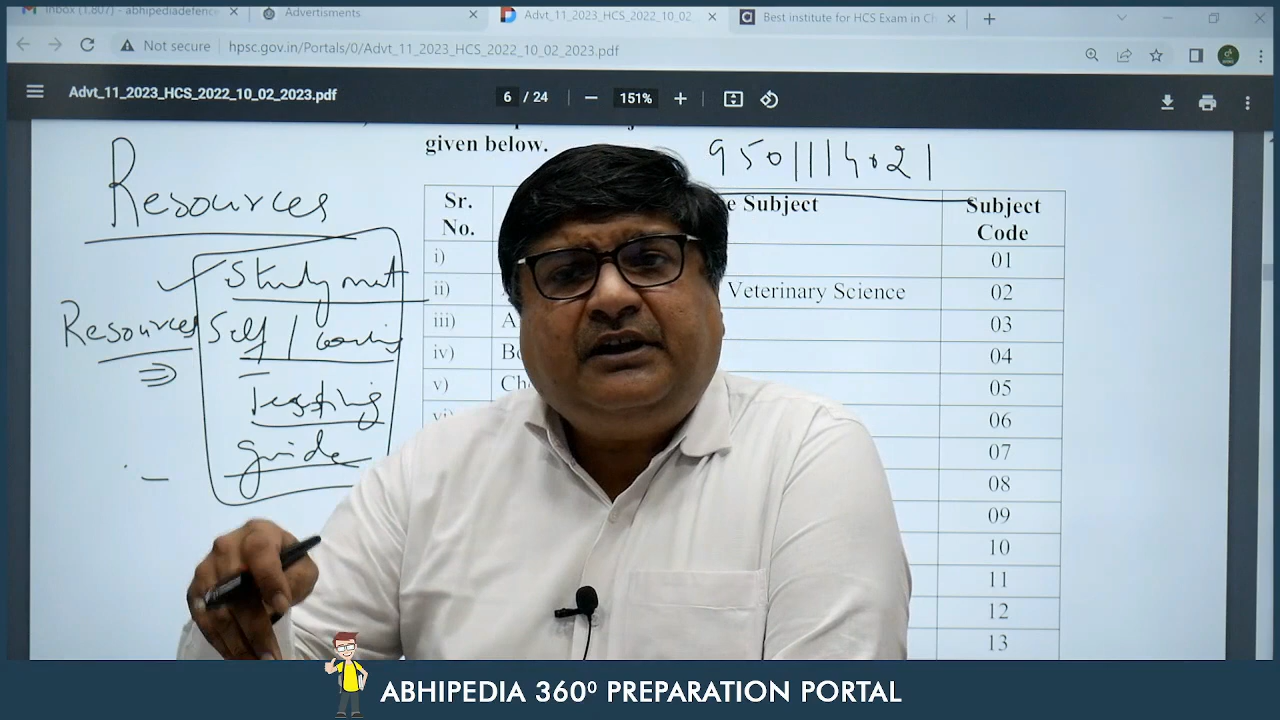 Inbox (1,807) - abhipediadefence
Advertisments
Advt_11_2023_HCS_2022_10_02
Best institute for HCS Exam in Ch
Not secure
hpsc.gov.in/Portals/0/Advt_11_2023_HCS_2022_10_02_2023.pdf
Advt_11_2023_HCS_2022_10_02_2023.pdf
6 / 24
151%
given below.
9501114021
Resources
Study mat
Resources
Self /
Testing
guide
Sr. No.
e Subject
Subject Code
i) 01
ii) Veterinary Science 02
iii) A 03
iv) 04
v) Ch 05
vi) 06
07
08
09
10
11
12
13
ABHIPEDIA 360⁰ PREPARATION PORTAL